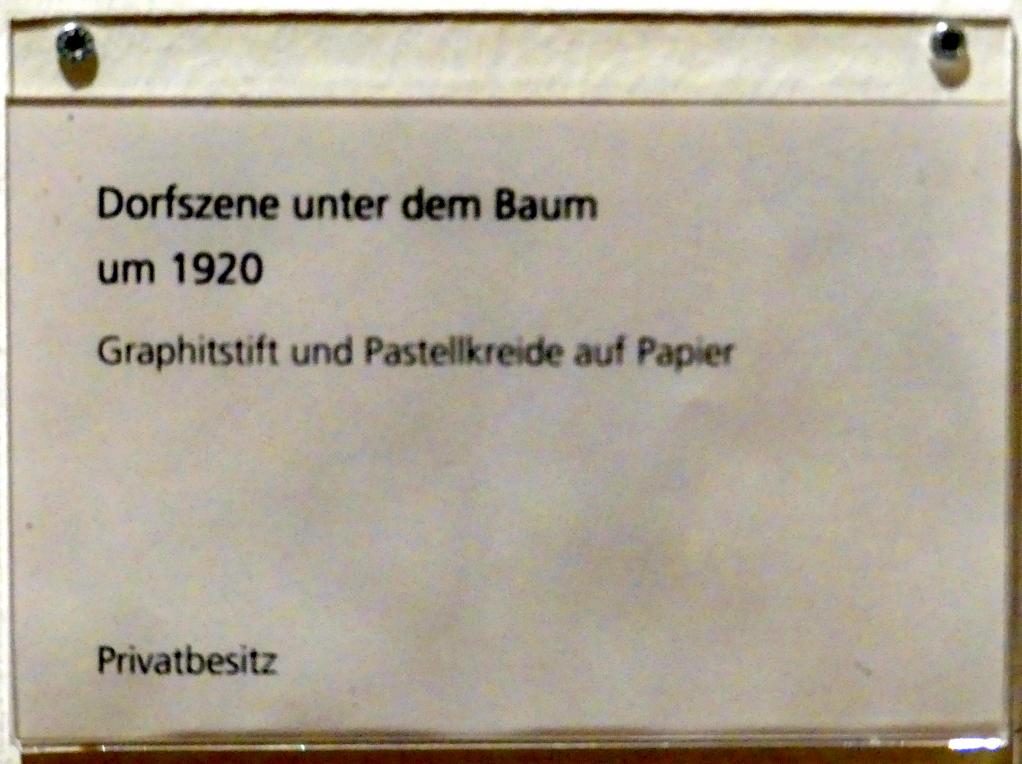 Dorfszene unter dem Baum
um 1920
Graphitstift und Pastellkreide auf Papier
Privatbesitz